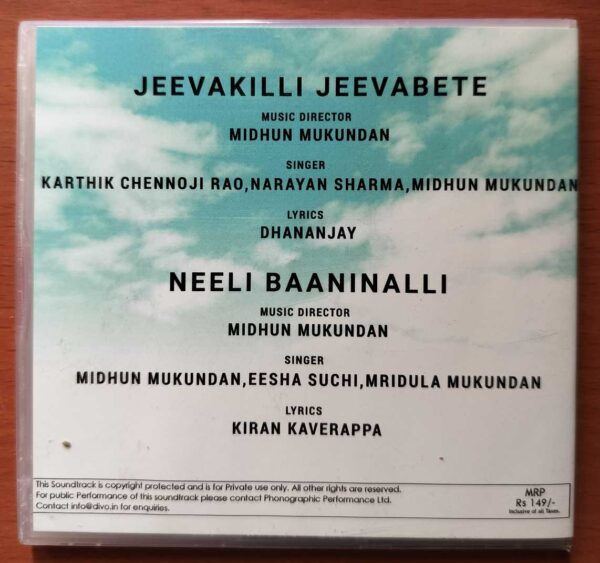 JEEVAKILLI JEEVABETE
MUSIC DIRECTOR
MIDHUN MUKUNDAN
SINGER
KARTHIK CHENNOJI RAO,NARAYAN SHARMA,MIDHUN MUKUNDAN
LYRICS
DHANANJAY
NEELI BAANINALLI
MUSIC DIRECTOR
MIDHUN MUKUNDAN
SINGER
MIDHUN MUKUNDAN,EESHA SUCHI,MRIDULA MUKUNDAN
LYRICS
KIRAN KAVERAPPA
This Soundtrack is copyright protected and is for Private use only. All other rights are reserved.
For public Performance of this soundtrack please contact Phonographic Performance Ltd.
Contact info@divo.in for enquiries.
MRP
Rs 149/-
Inclusive of all Taxes.